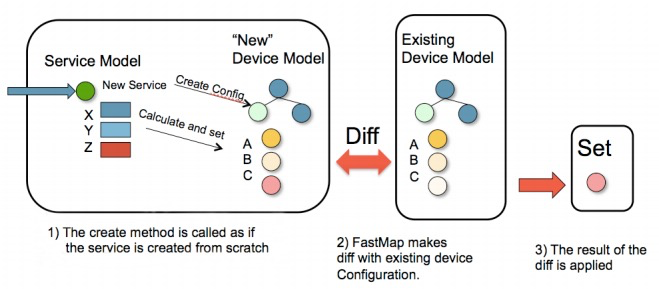 Service Model
“New”
Device Model
New Service
Create Config
X
Y
Z
Calculate and set
A
B
C
Diff
Existing
Device Model
A
B
C
Set
1) The create method is called as if
the service is created from scratch
2) FastMap makes
diff with existing device
Configuration.
3) The result of the
diff is applied